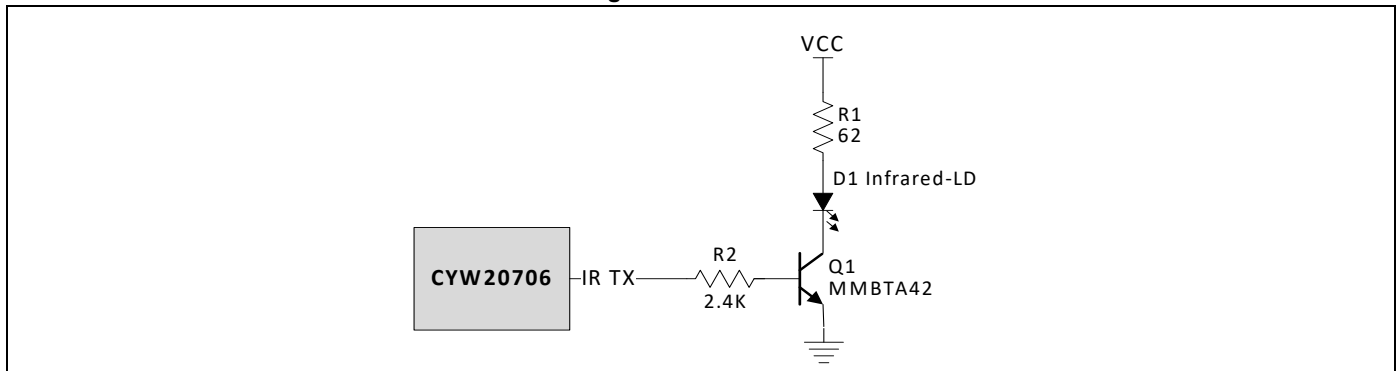 VCC
R1
62
D1 Infrared-LD
CYW20706
IR TX
R2
2.4K
Q1
MMBTA42